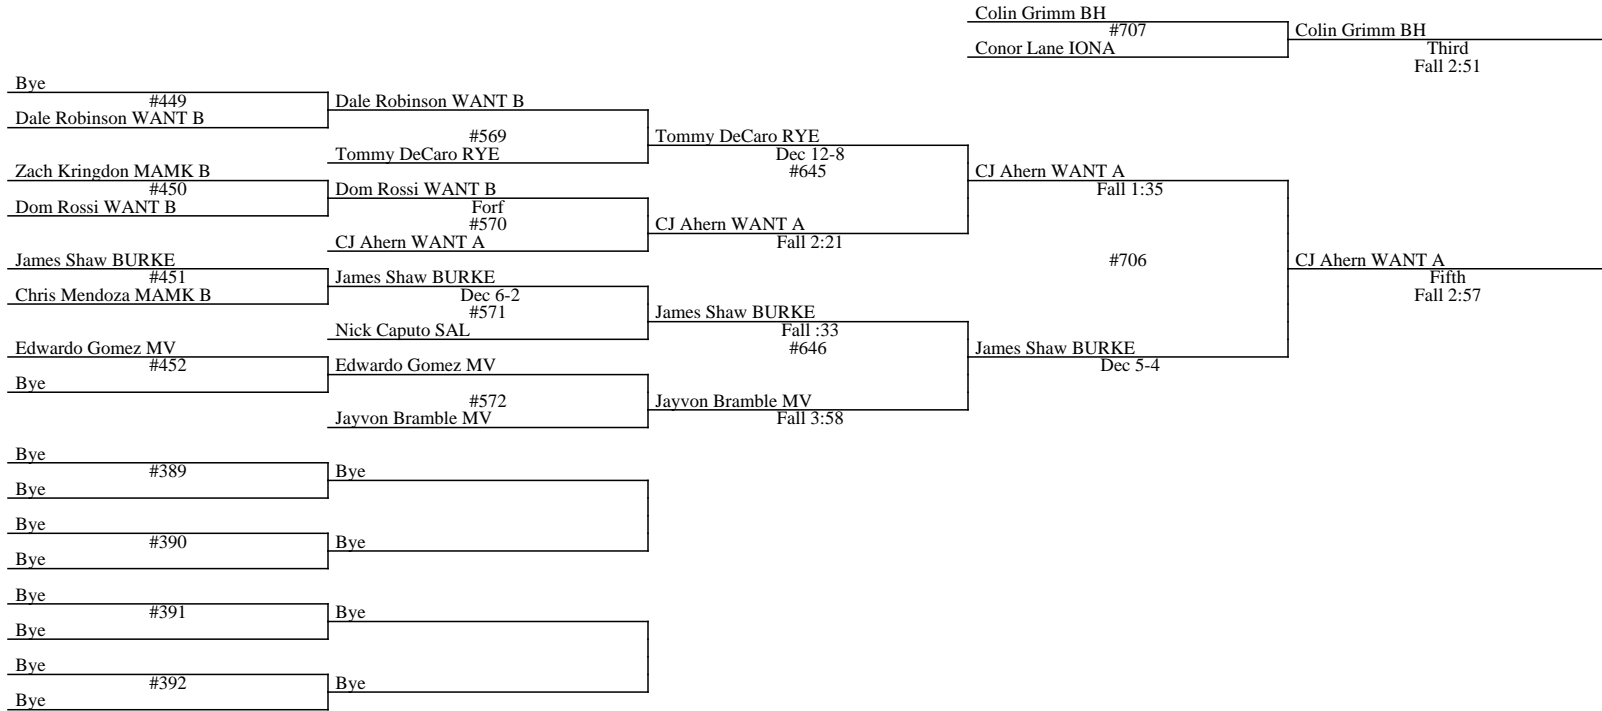 Colin Grimm BH
#707
Colin Grimm BH
Conor Lane IONA
Third
Fall 2:51
Bye
#449
Dale Robinson WANT B
Dale Robinson WANT B
#569
Tommy DeCaro RYE
Tommy DeCaro RYE
Dec 12-8
#645
Zach Kringdon MAMK B
#450
Dom Rossi WANT B
Dom Rossi WANT B
Forf
#570
CJ Ahern WANT A
CJ Ahern WANT A
Fall 2:21
CJ Ahern WANT A
Fall 1:35
James Shaw BURKE
#451
Chris Mendoza MAMK B
James Shaw BURKE
Dec 6-2
#571
Nick Caputo SAL
James Shaw BURKE
Fall :33
#646
#706
CJ Ahern WANT A
Fifth
Fall 2:57
Edwardo Gomez MV
#452
Bye
Edwardo Gomez MV
#572
Jayvon Bramble MV
Jayvon Bramble MV
Fall 3:58
James Shaw BURKE
Dec 5-4
Bye
#389
Bye
Bye
Bye
#390
Bye
Bye
Bye
#391
Bye
Bye
Bye
#392
Bye
Bye